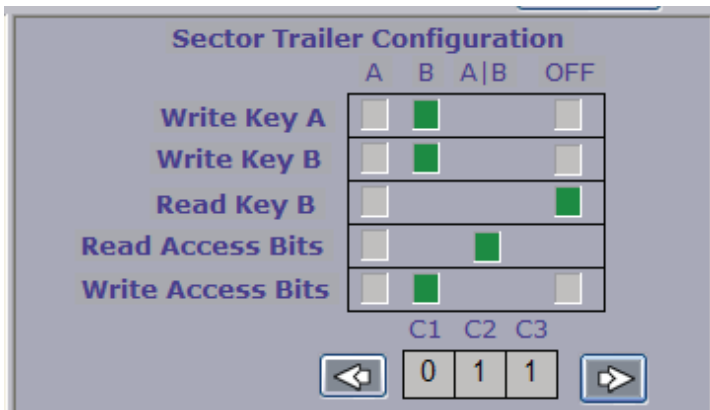 Sector Trailer Configuration
A B A|B OFF
Write Key A
Write Key B
Read Key B
Read Access Bits
Write Access Bits
C1 C2 C3
0 1 1